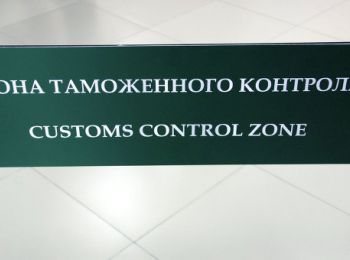 ОНА ТАМОЖЕННОГО КОНТРОЛ
CUSTOMS CONTROL ZONE